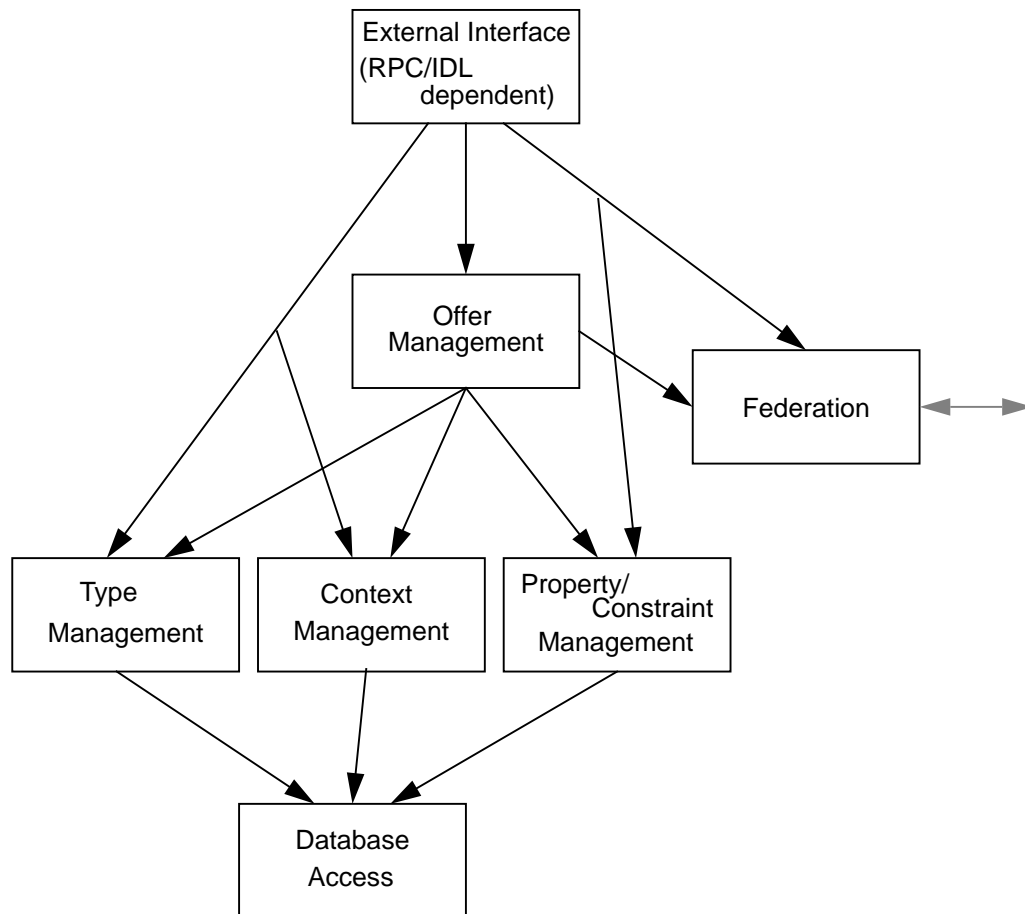 External Interface
(RPC/IDL
dependent)
Offer
Management
Federation
Type
Management
Context
Management
Property/
Constraint
Management
Database
Access